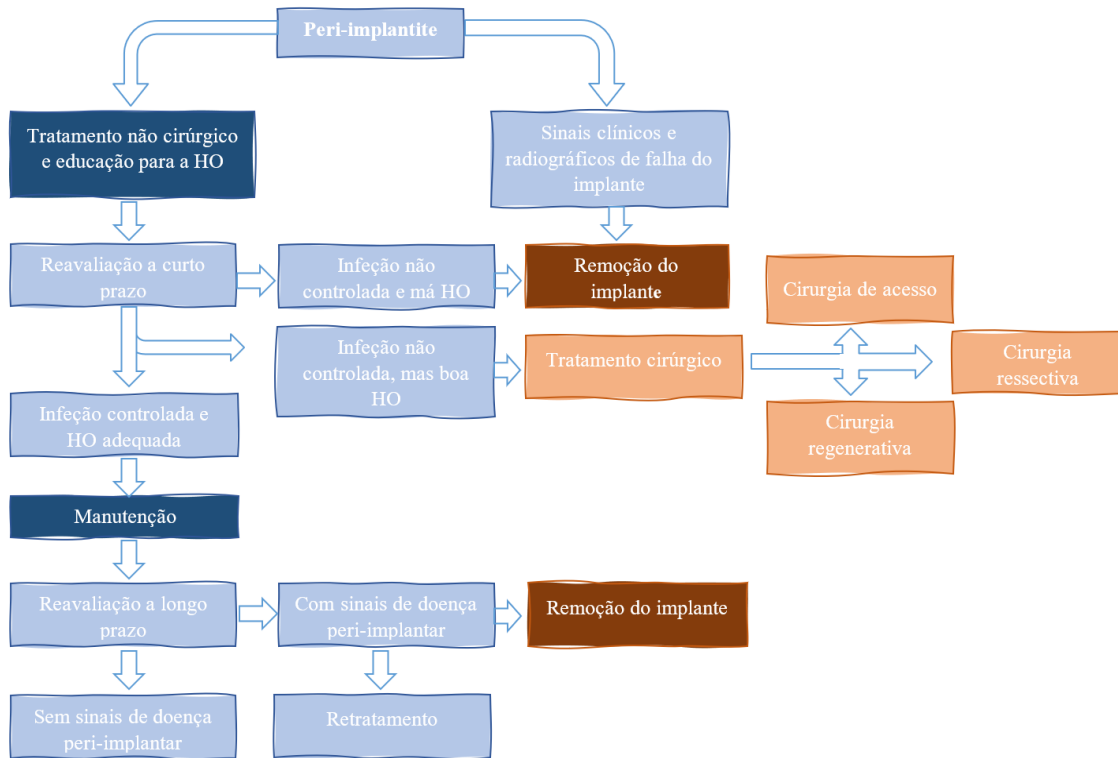 Peri-implantite
Tratamento não cirúrgico
e educação para a HO
Sinais clínicos e
radiográficos de falha do
implante
Reavaliação a curto
prazo
Infeção não
controlada e má HO
Remoção do
implante
Cirurgia de acesso
Infeção não
controlada, mas boa
HO
Tratamento cirúrgico
Cirurgia
ressectiva
Infeção controlada e
HO adequada
Cirurgia
regenerativa
Manutenção
Reavaliação a longo
prazo
Com sinais de doença
peri-implantar
Remoção do implante
Sem sinais de doença
peri-implantar
Retratamento